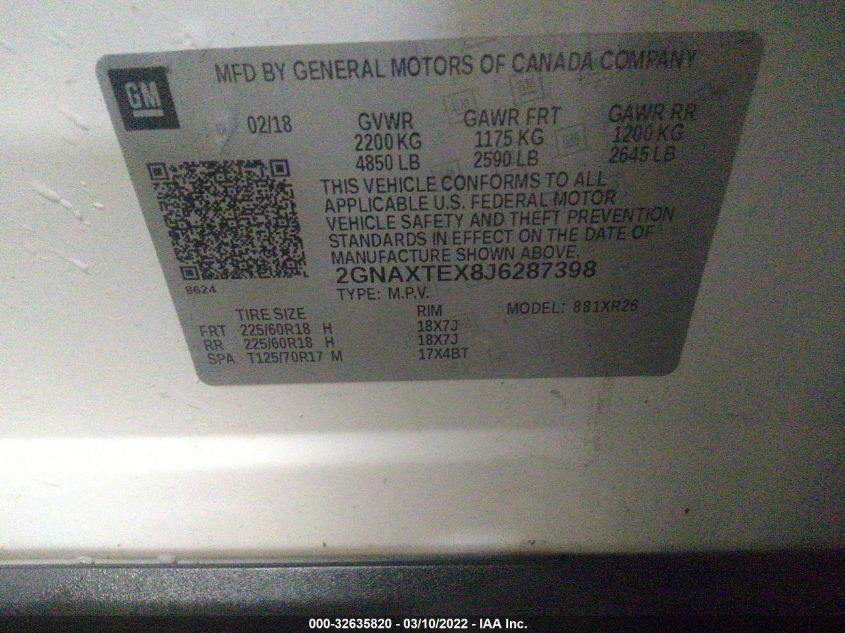 GM
MFD BY GENERAL MOTORS OF CANADA COMPANY
02/18 GVWR GAWR FRT GAWR RR
2200 KG 1175 KG 1200 KG
4850 LB 2590 LB 2645 LB
THIS VEHICLE CONFORMS TO ALL
APPLICABLE U.S. FEDERAL MOTOR
VEHICLE SAFETY AND THEFT PREVENTION
STANDARDS IN EFFECT ON THE DATE OF
MANUFACTURE SHOWN ABOVE.
8624
2GNAXTEX8J6287398
TYPE: M.P.V.
TIRE SIZE RIM MODEL: 881XR26
FRT 225/60R18 H 18X7J
RR 225/60R18 H 18X7J
SPA T125/70R17 M 17X4BT
000-32635820 - 03/10/2022 - IAA Inc.